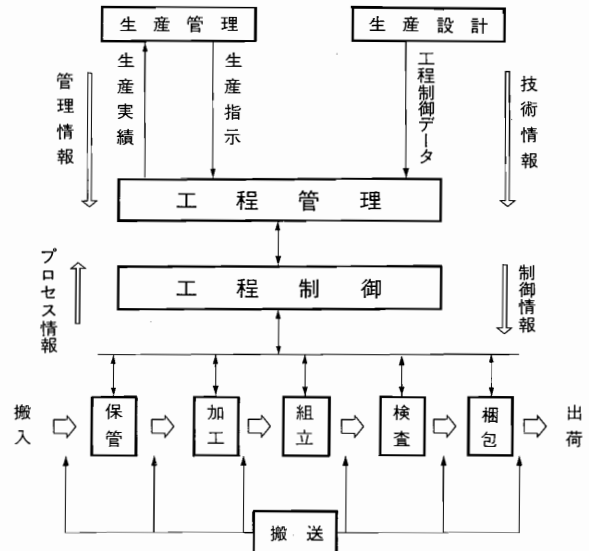 生産管理
生産設計
管理情報
生産実績
生産指示
工程制御データ
技術情報
工程管理
プロセス情報
工程制御
制御情報
搬入
保管
加工
組立
検査
梱包
出荷
搬送